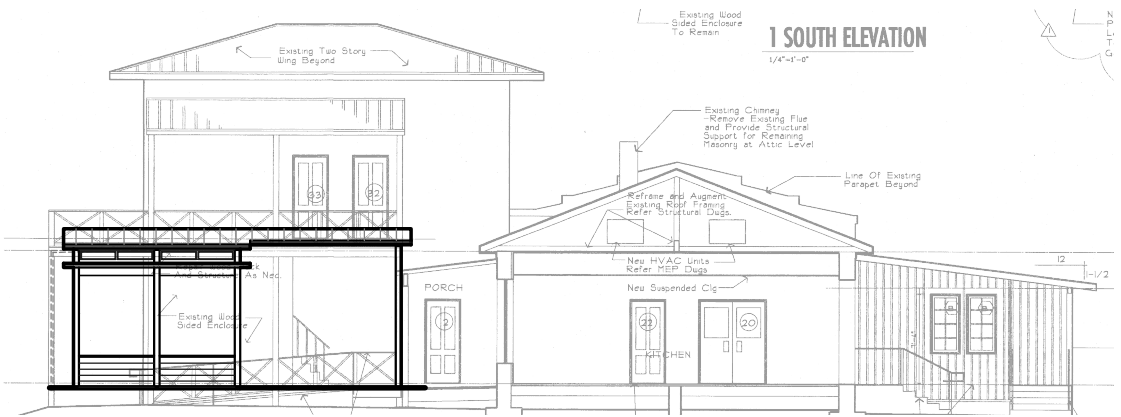 Existing Wood
Sided Enclosure
To Remain
1 SOUTH ELEVATION
1/4"=1'-0"
1
N
P
L
T
G
Existing Two Story
Wing Beyond
Existing Chimney
-Remove Existing Flue
and Provide Structural
Support for Remaining
Masonry at Attic Level
Line Of Existing
Parapet Beyond
33
32
Reframe and Augment
Existing Roof Framing
Refer Structural Dwgs.
New HVAC Units
Refer MEP Dwgs
New Suspended Clg
12
1-1/2
And Structure As Nec.
PORCH
Existing Wood
Sided Enclosure
2
22
20
KITCHEN